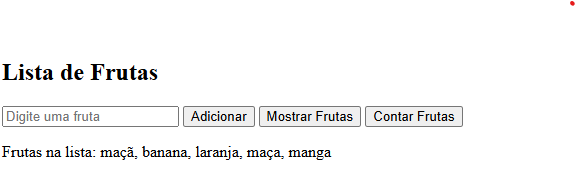 Lista de Frutas
Digite uma fruta Adicionar Mostrar Frutas Contar Frutas
Frutas na lista: maçã, banana, laranja, maça, manga